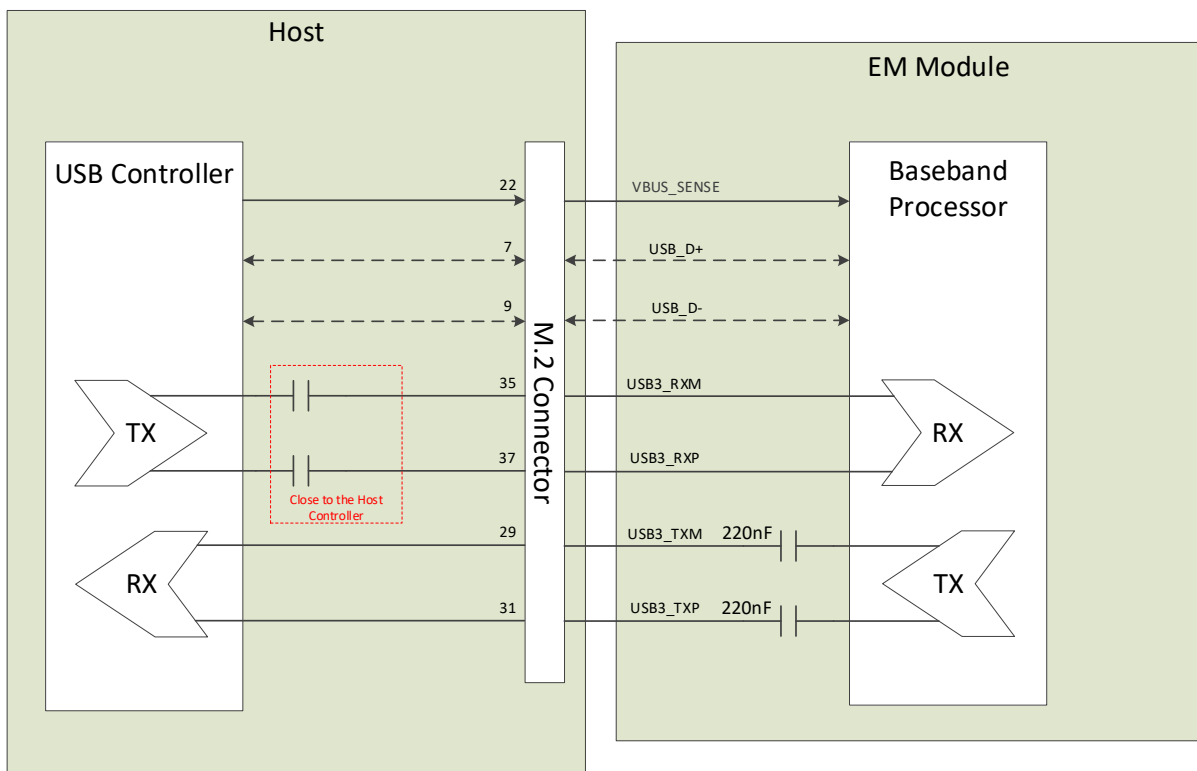 Host
EM Module
USB Controller
Baseband
Processor
22
VBUS_SENSE
7
USB_D+
9
USB_D-
M.2 Connector
35
USB3_RXM
TX
RX
37
USB3_RXP
Close to the Host
Controller
29
USB3_TXM
220nF
RX
TX
31
USB3_TXP
220nF